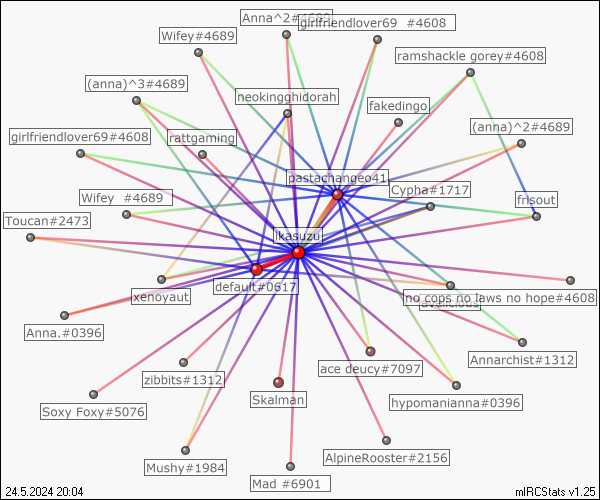 Anna^2#4689
girlfriendlover69 #4608
Wifey#4689
ramshackle gorey#4608
(anna)^3#4689
neokingghidorah
fakedingo
girlfriendlover69#4608
rattgaming
(anna)^2#4689
pastachangeo41
Cypha#1717
Wifey #4689
frisout
Toucan#2473
ikasuzu
default#0617
xenoyaut
no cops no laws no hope#4608
Anna.#0396
Annarchist#1312
ace deucy#7097
zibbits#1312
Skalman
hypomanianna#0396
Soxy Foxy#5076
AlpineRooster#2156
Mushy#1984
Mad #6901
24.5.2024 20:04
mIRCStats v1.25